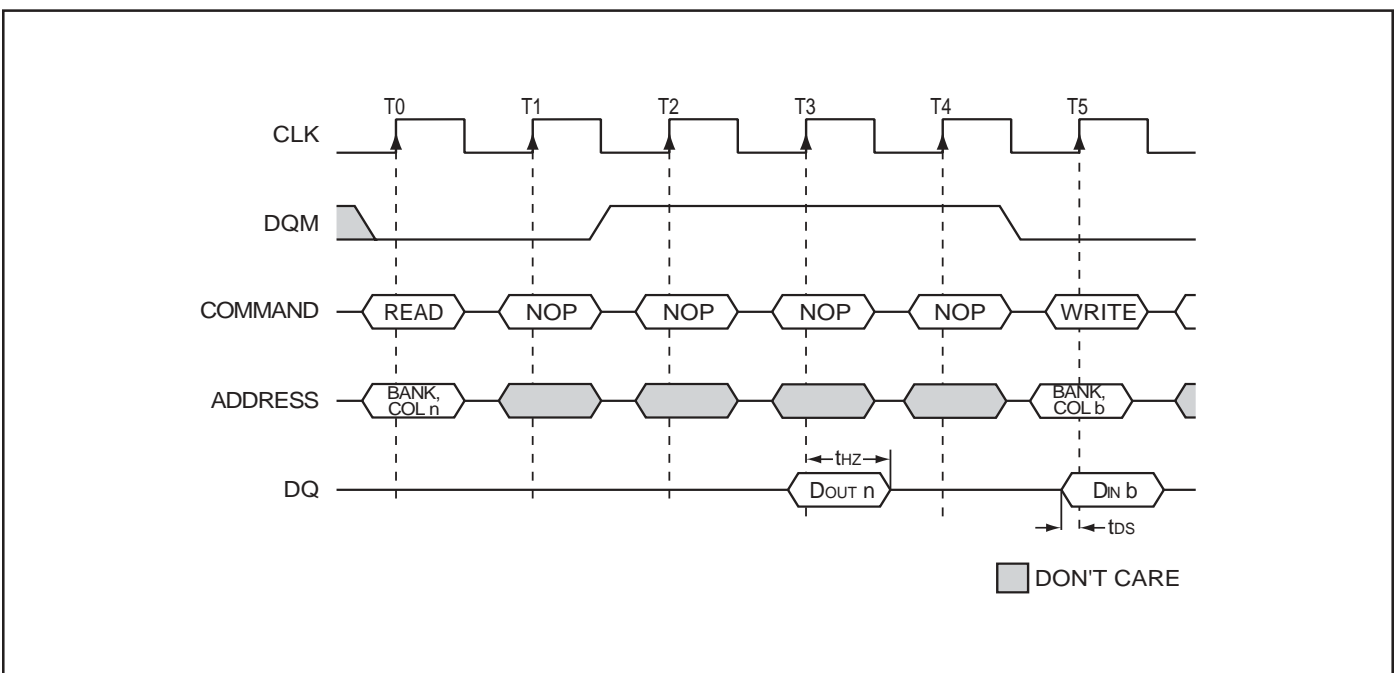 T0 T1 T2 T3 T4 T5
CLK
DQM
COMMAND READ NOP NOP NOP NOP WRITE
ADDRESS BANK, COL n BANK, COL b
tHZ
DQ DOUT n DIN b
tDS
DON'T CARE